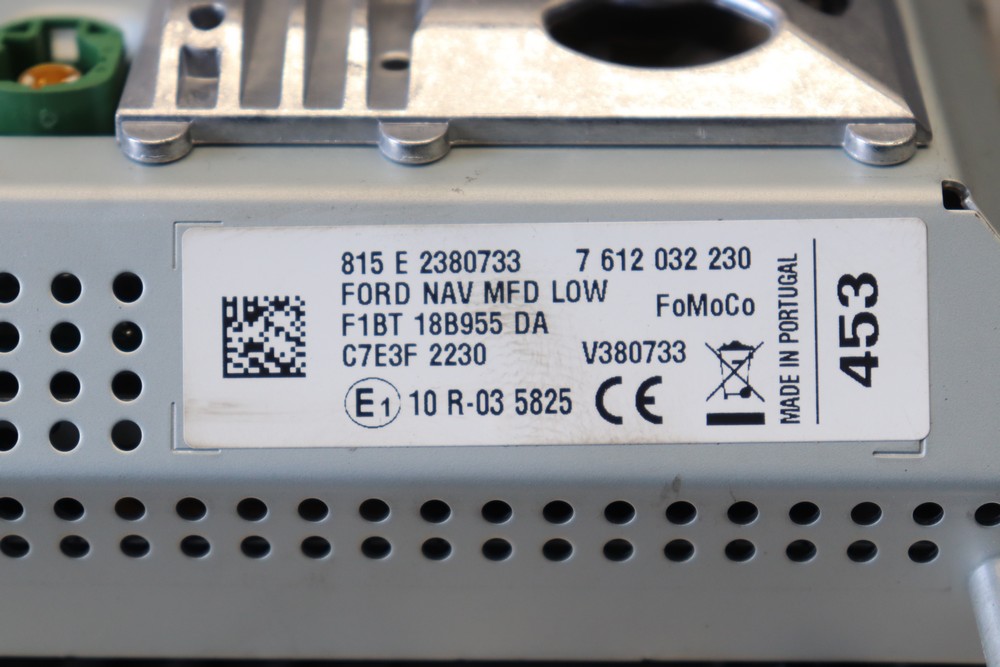 815 E 2380733 7 612 032 230
FORD NAV MFD LOW
FoMoCo
F1BT 18B955 DA
C7E3F 2230 V380733
E1 10 R-03 5825 CE
MADE IN PORTUGAL
453